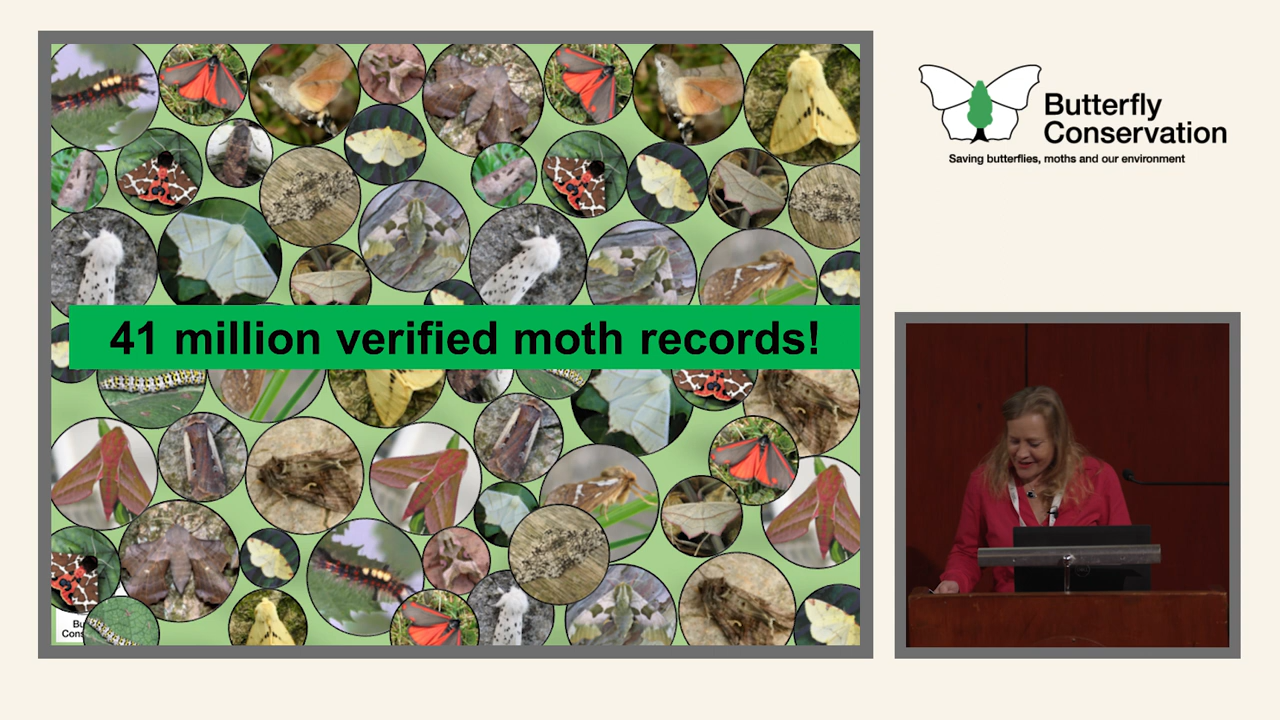 41 million verified moth records!
Butterfly
Conservation
Saving butterflies, moths and our environment